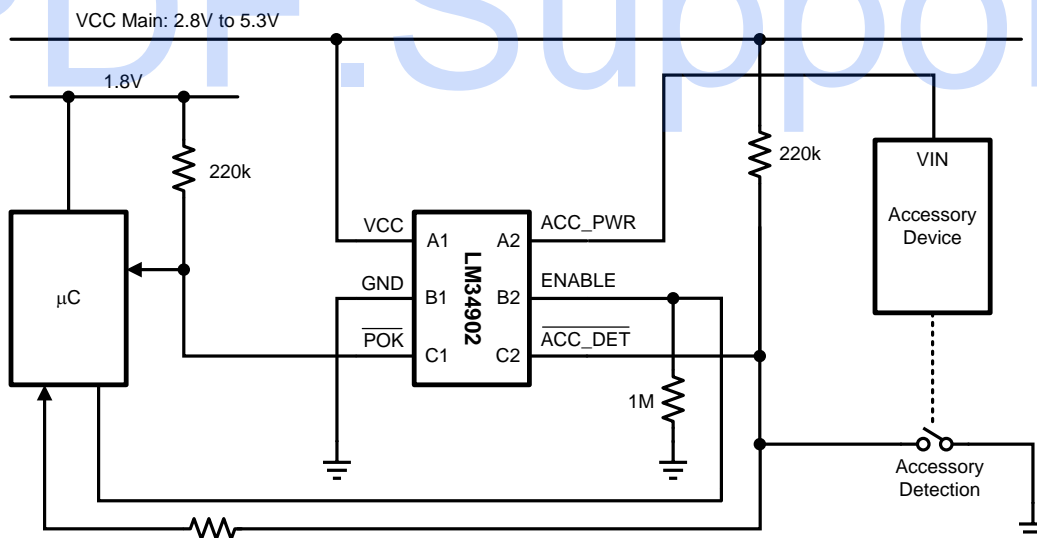 PDF.Suppor
VCC Main: 2.8V to 5.3V
1.8V
220k
220k
VIN
Accessory
Device
VCC
A1
A2
ACC_PWR
GND
B1
B2
ENABLE
POK
C1
C2
ACC_DET
LM34902
μC
1M
Accessory
Detection